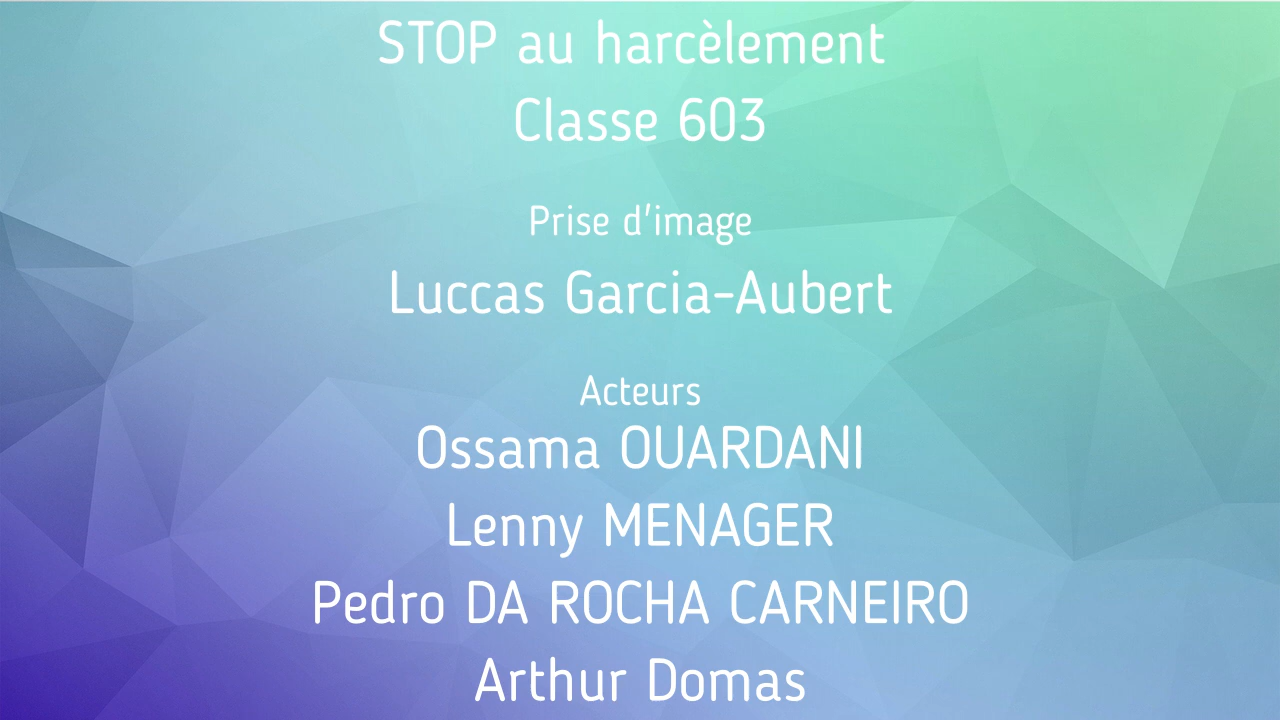 STOP au harcèlement
Classe 603
Prise d'image
Luccas Garcia-Aubert
Acteurs
Ossama OUARDANI
Lenny MENAGER
Pedro DA ROCHA CARNEIRO
Arthur Domas